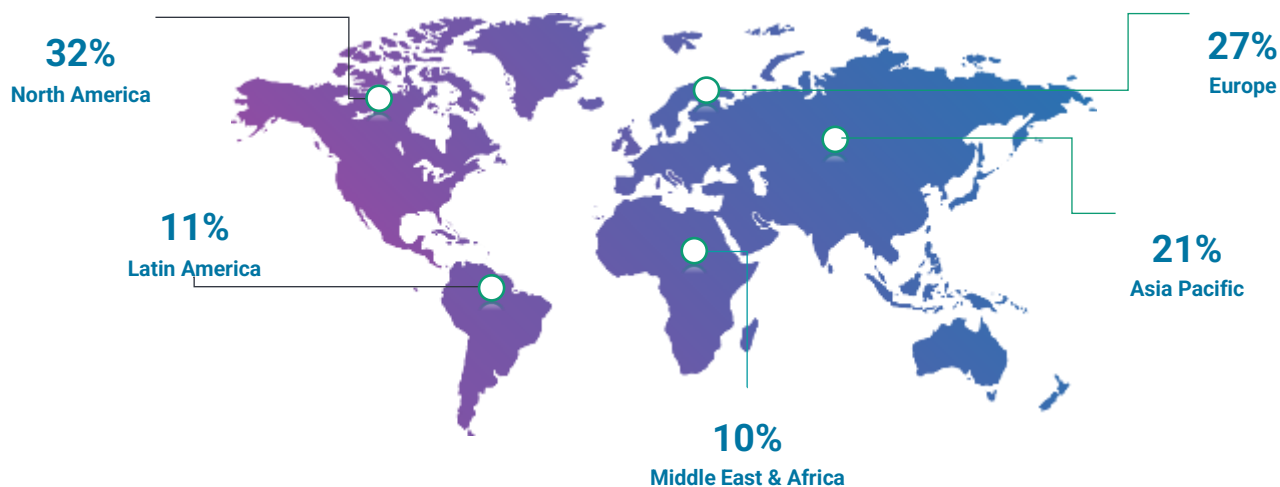 32%
North America
27%
Europe
11%
Latin America
21%
Asia Pacific
10%
Middle East & Africa